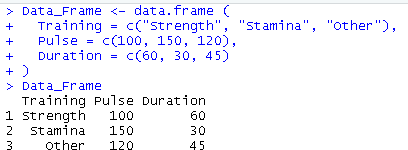 > Data_Frame <- data.frame (
+   Training = c("Strength", "Stamina", "Other"),
+   Pulse = c(100, 150, 120),
+   Duration = c(60, 30, 45)
+ )
> Data_Frame
  Training Pulse Duration
1 Strength   100       60
2  Stamina   150       30
3    Other   120       45